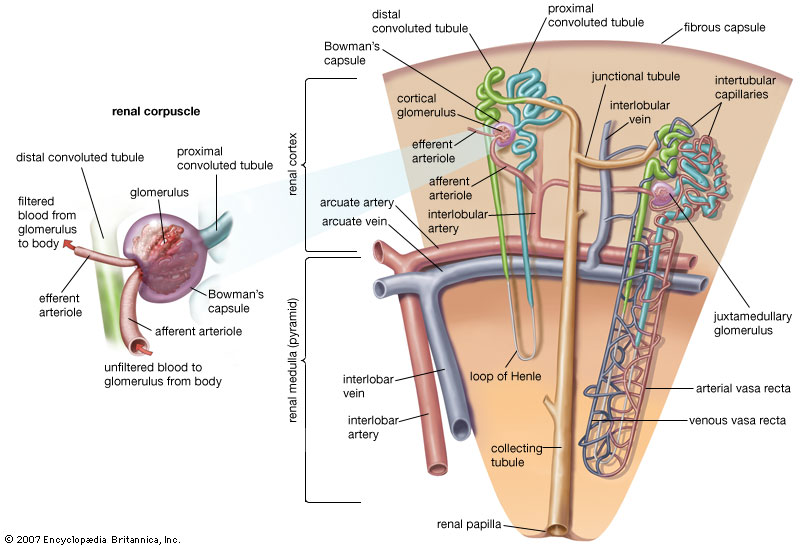 renal corpuscle
distal convoluted tubule
proximal
convoluted tubule
glomerulus
filtered
blood from
glomerulus
to body
efferent
arteriole
Bowman's
capsule
afferent arteriole
unfiltered blood to
glomerulus from body
distal
convoluted tubule
proximal
convoluted tubule
fibrous capsule
Bowman's
capsule
junctional tubule
intertubular
capillaries
cortical
glomerulus
interlobular
vein
efferent
arteriole
renal cortex
afferent
arteriole
arcuate artery
interlobular
artery
arcuate vein
juxtamedullary
glomerulus
renal medulla (pyramid)
loop of Henle
interlobar
vein
arterial vasa recta
interlobar
artery
venous vasa recta
collecting
tubule
renal papilla
© 2007 Encyclopædia Britannica, Inc.